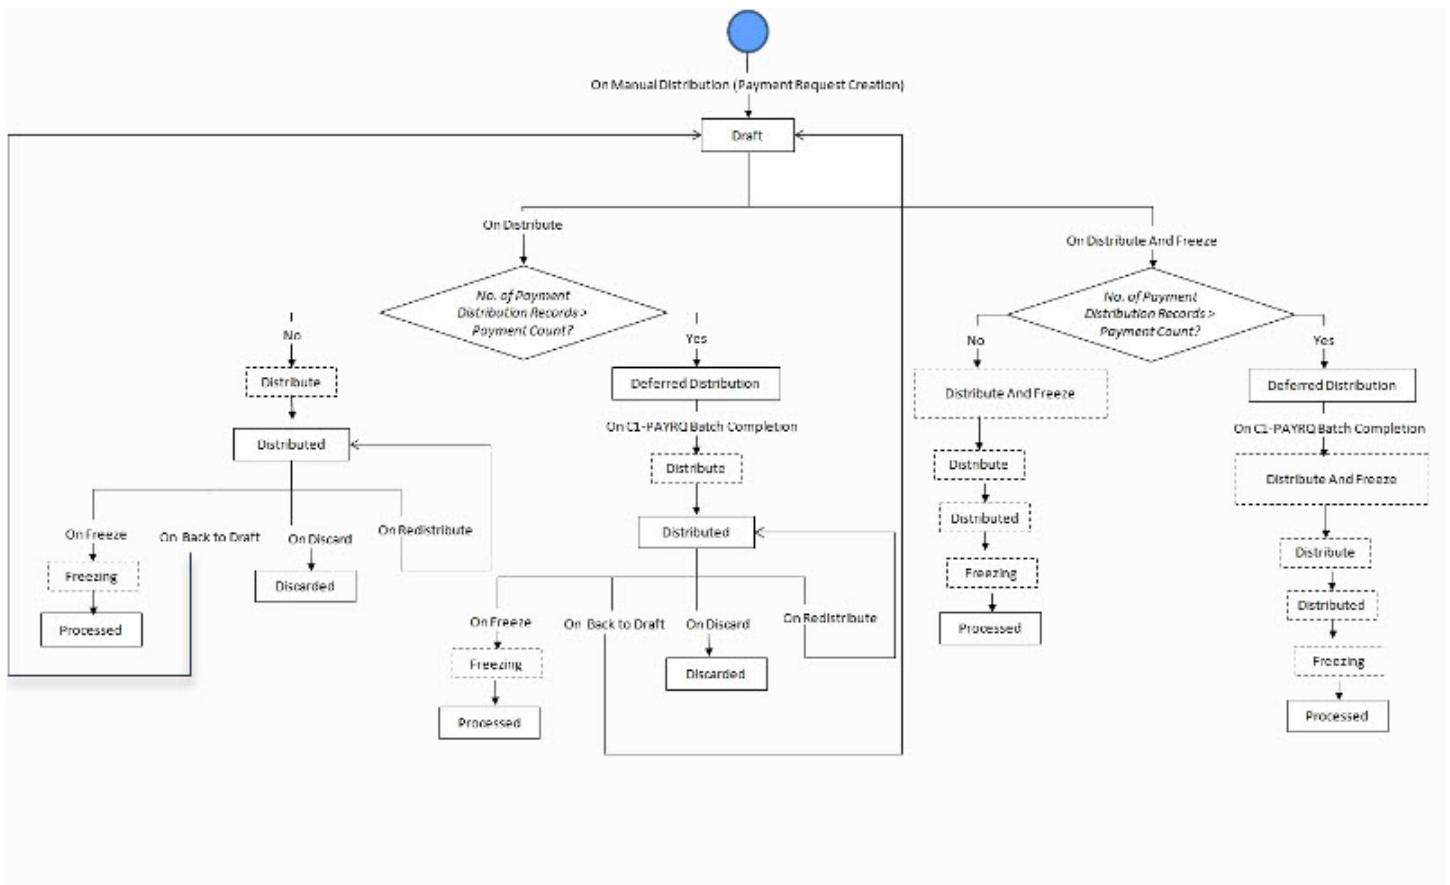 On Manual Distribution (Payment Request Creation)
Draft
On Distribute
No. of Payment
Distribution Records >
Payment Count?
No
Distribute
Distributed
On Freeze
Freezing
Processed
On Back to Draft
On Discard
Discarded
On Redistribute
Yes
Deferred Distribution
On C1-PAYRQ Batch Completion
Distribute
Distributed
On Freeze
Freezing
Processed
On Back to Draft
On Discard
Discarded
On Redistribute
On Distribute And Freeze
No. of Payment
Distribution Records >
Payment Count?
No
Distribute And Freeze
Distribute
Distributed
Freezing
Processed
Yes
Deferred Distribution
On C1-PAYRQ Batch Completion
Distribute And Freeze
Distribute
Distributed
Freezing
Processed